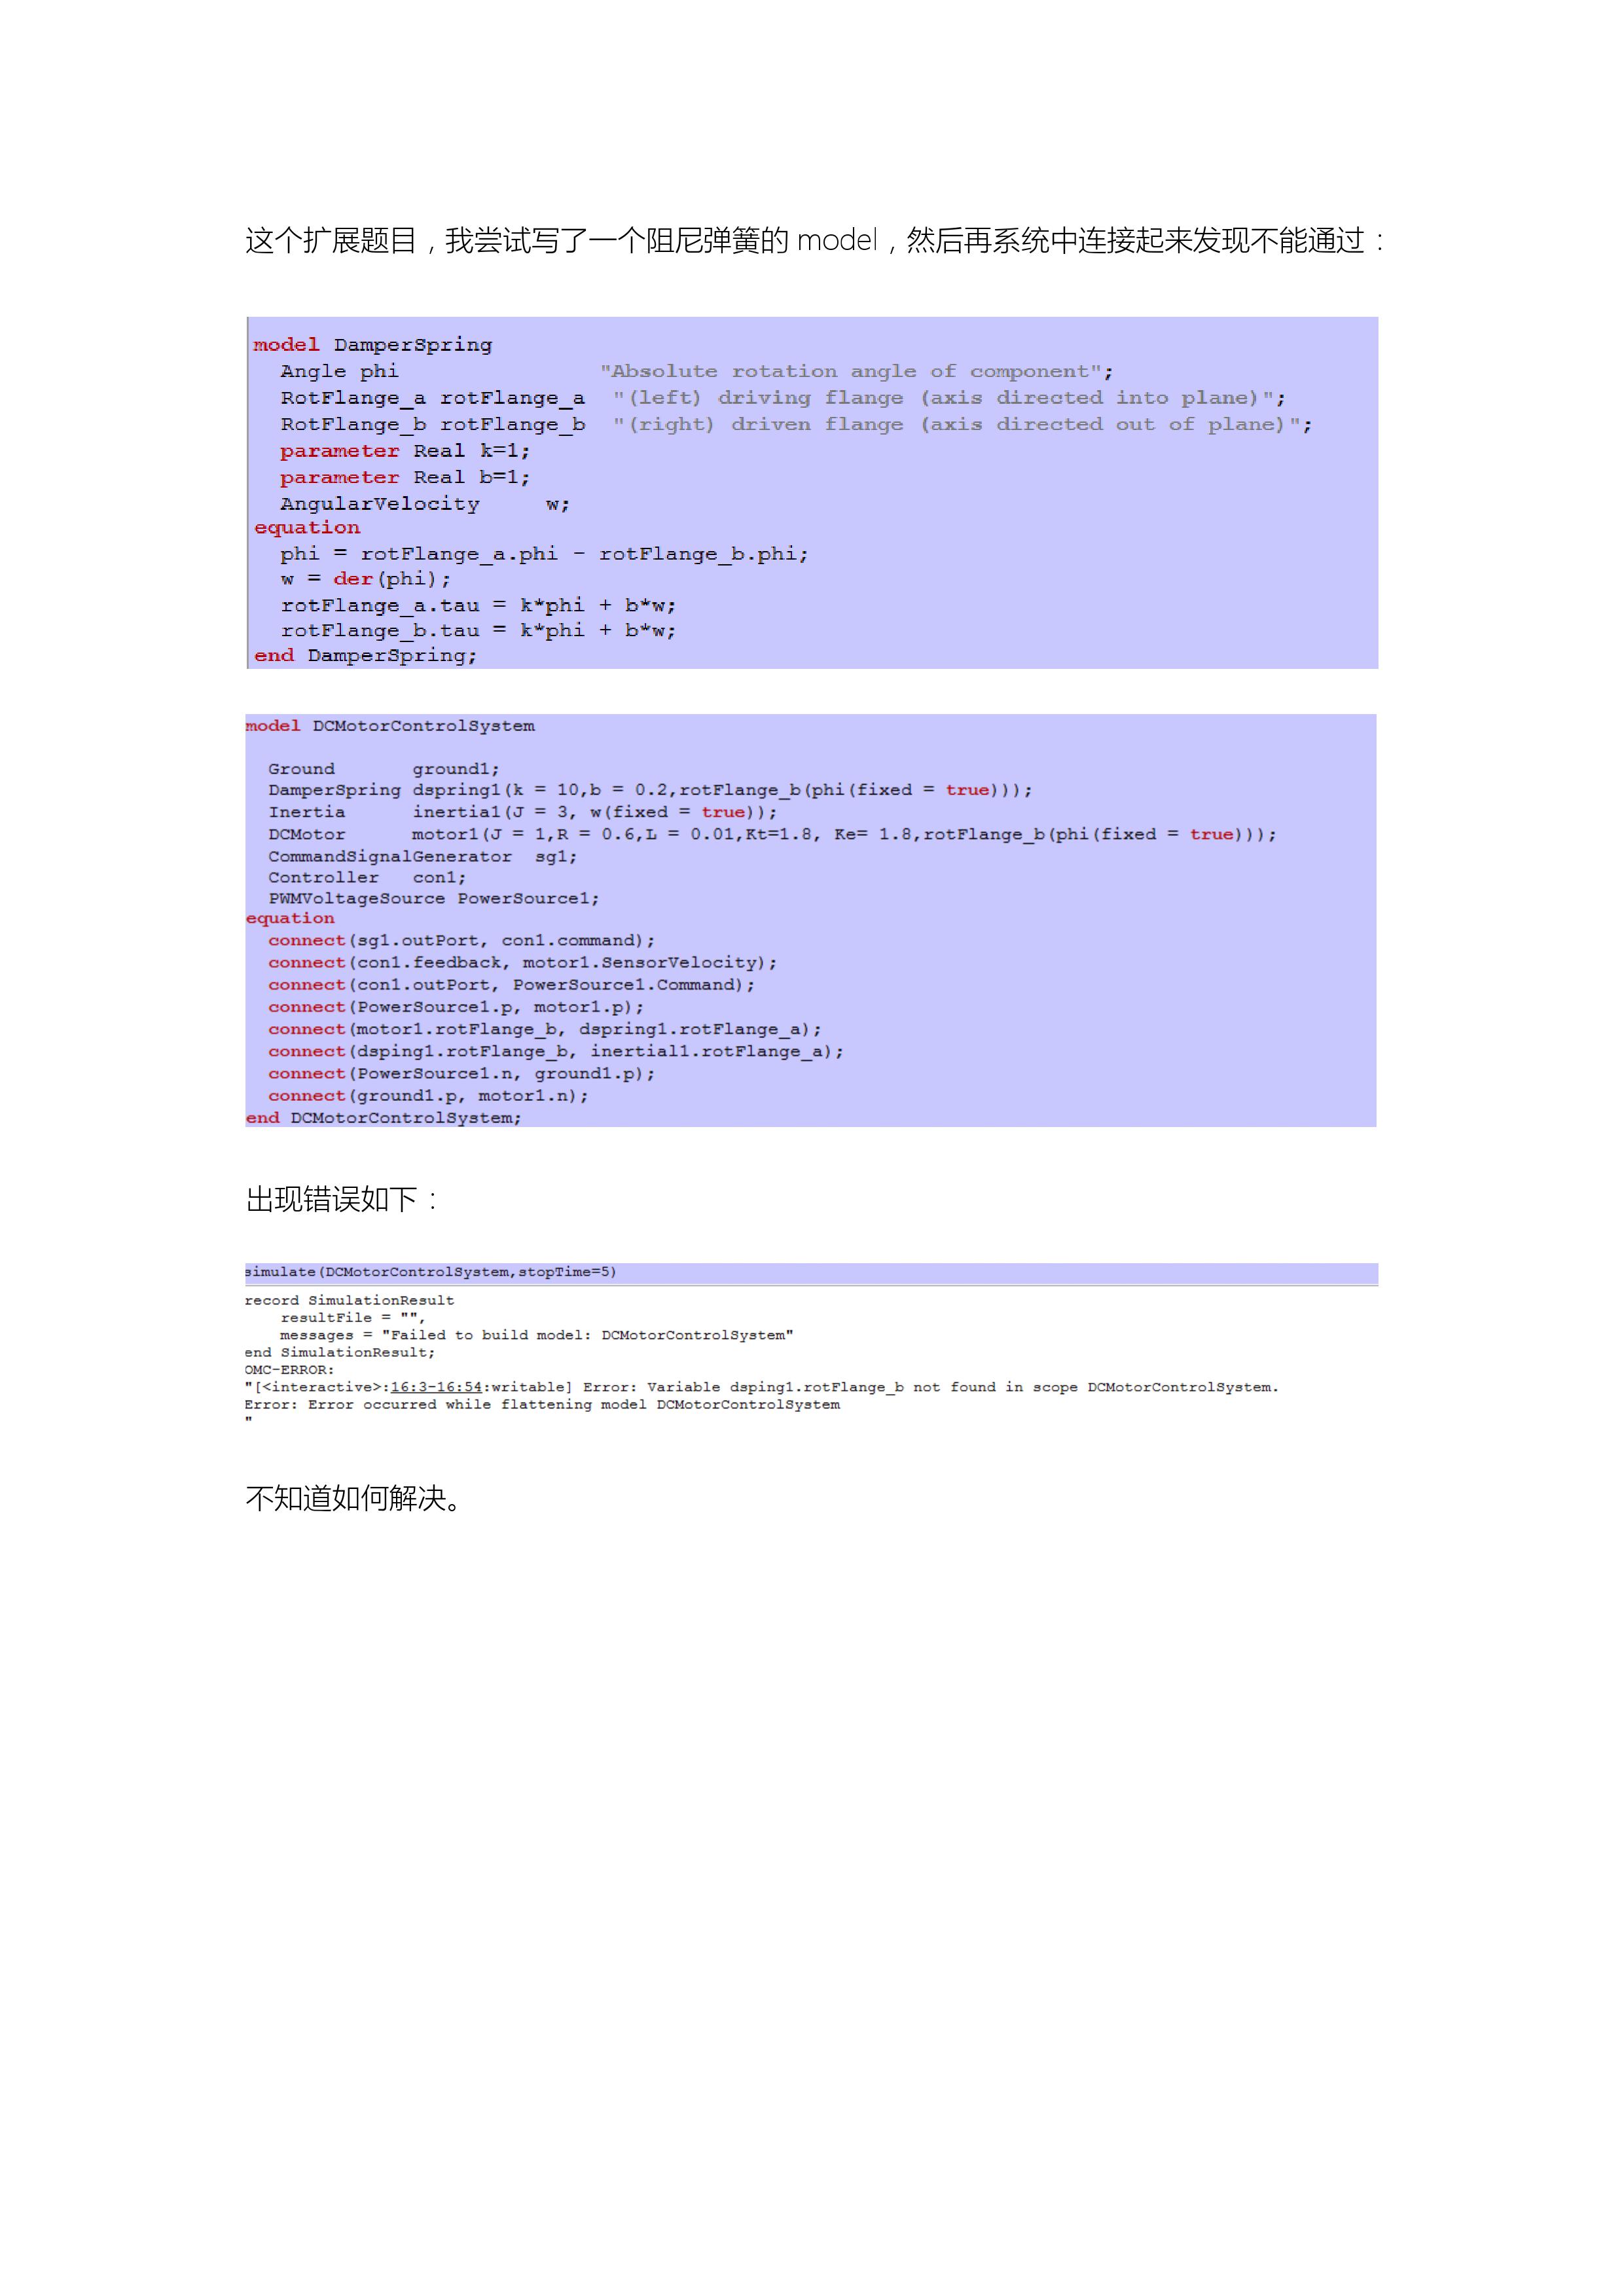 这个扩展题目，我尝试写了一个阻尼弹簧的 model，然后再系统中连接起来发现不能通过：
model DamperSpring
Angle phi "Absolute rotation angle of component";
RotFlange_a rotFlange_a "(left) driving flange (axis directed into plane)";
RotFlange_b rotFlange_b "(right) driven flange (axis directed out of plane)";
parameter Real k=1;
parameter Real b=1;
AngularVelocity w;
equation
phi = rotFlange_a.phi - rotFlange_b.phi;
w = der(phi);
rotFlange_a.tau = k*phi + b*w;
rotFlange_b.tau = k*phi + b*w;
end DamperSpring;
model DCMotorControlSystem
Ground ground1;
DamperSpring dspring1(k = 10,b = 0.2,rotFlange_b(phi(fixed = true)));
Inertia inertia1(J = 3, w(fixed = true));
DCMotor motor1(J = 1,R = 0.6,L = 0.01,Kt=1.8, Ke= 1.8,rotFlange_b(phi(fixed = true)));
CommandSignalGenerator sg1;
Controller con1;
PWMVoltageSource PowerSource1;
equation
connect(sg1.outPort, con1.command);
connect(con1.feedback, motor1.SensorVelocity);
connect(con1.outPort, PowerSource1.Command);
connect(PowerSource1.p, motor1.p);
connect(motor1.rotFlange_b, dspring1.rotFlange_a);
connect(dsping1.rotFlange_b, inertial1.rotFlange_a);
connect(PowerSource1.n, ground1.p);
connect(ground1.p, motor1.n);
end DCMotorControlSystem;
出现错误如下：
simulate(DCMotorControlSystem,stopTime=5)
record SimulationResult
resultFile = "",
messages = "Failed to build model: DCMotorControlSystem"
end SimulationResult;
OMC-ERROR:
"[<interactive>:16:3-16:54:writable] Error: Variable dsping1.rotFlange_b not found in scope DCMotorControlSystem.
Error: Error occurred while flattening model DCMotorControlSystem
"
不知道如何解决。